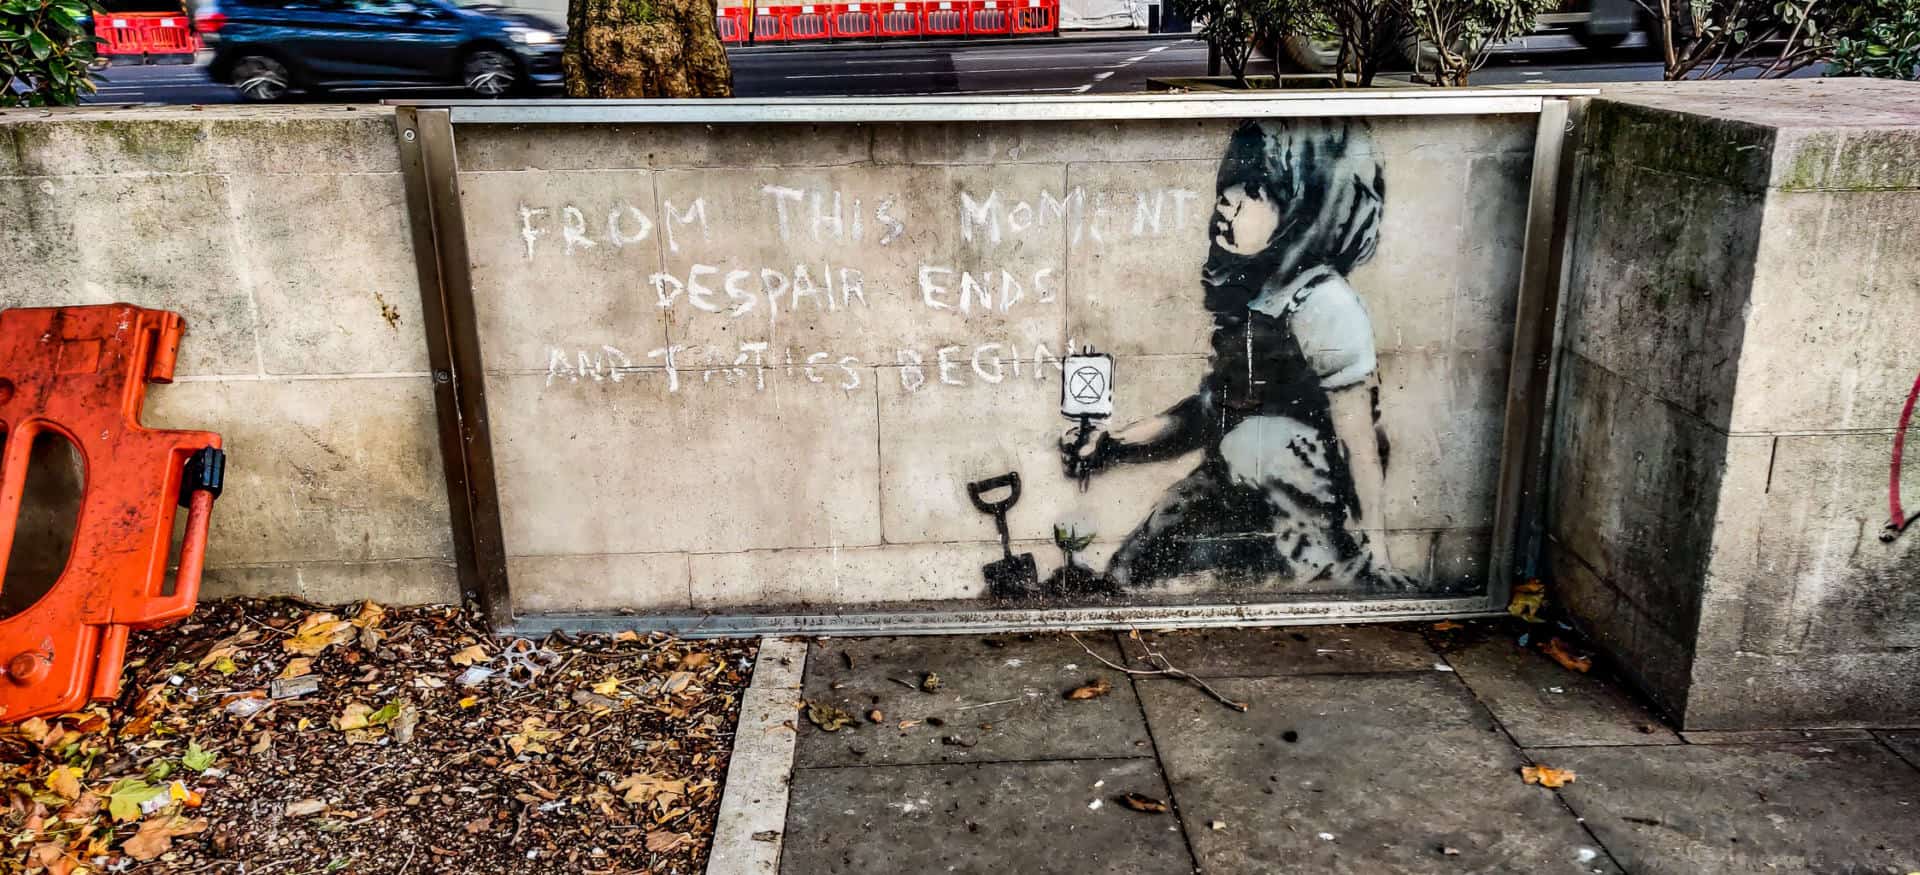 FROM THIS MOMENT
DESPAIR ENDS
AND TACTICS BEGIN